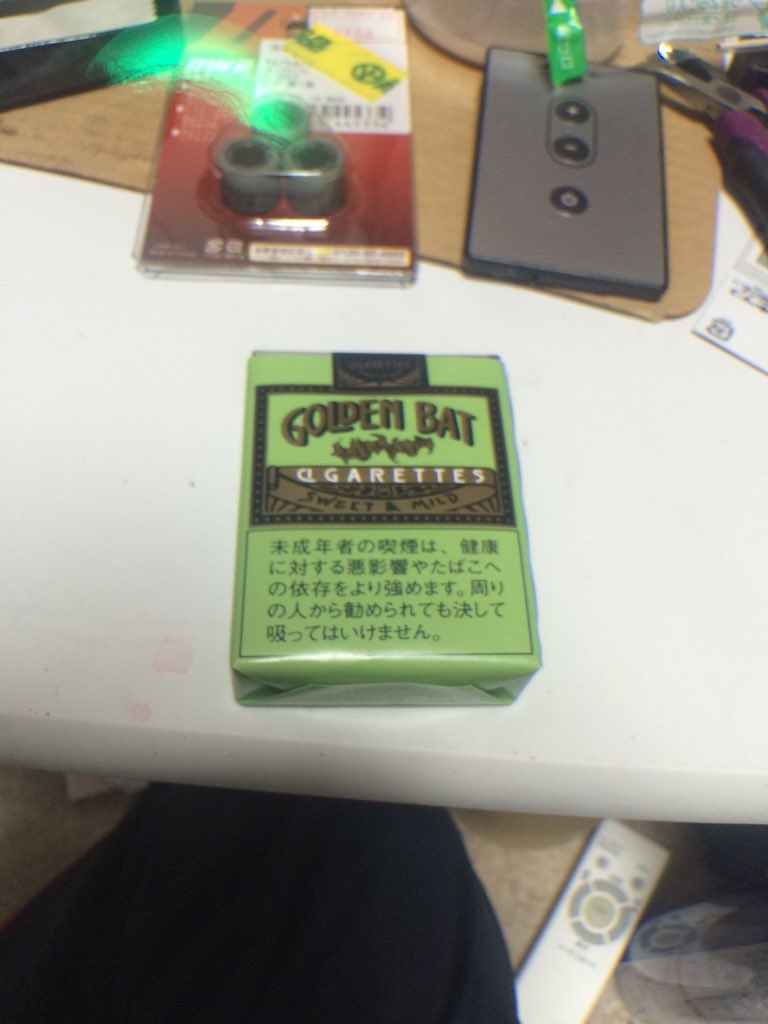 CIGARETTES
GOLDEN BAT
CIGARETTES
SWEET & MILD
未成年者の喫煙は、健康
に対する悪影響やたばこへ
の依存をより強めます。周り
の人から勧められても決して
吸ってはいけません。